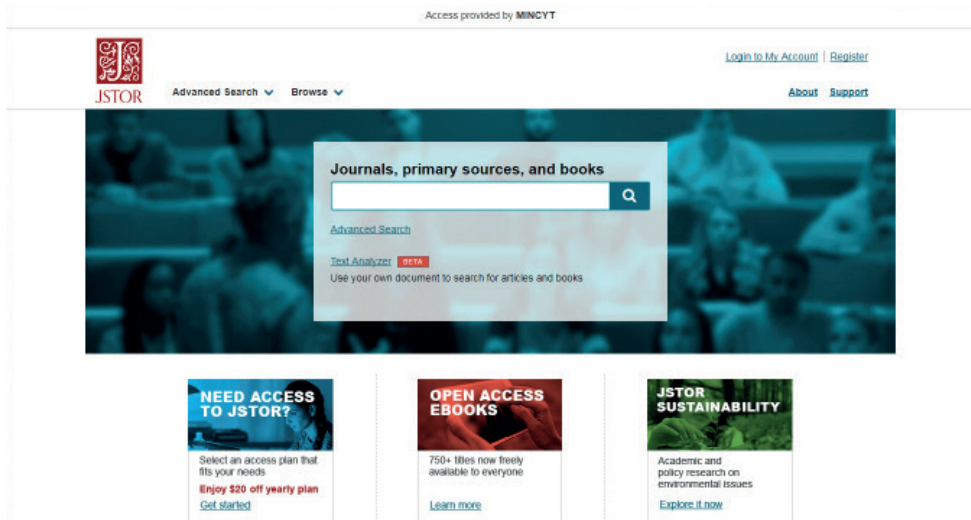 Access provided by MINCYT
Login to My Account | Register
JSTOR
Advanced Search
Browse
About
Support
Journals, primary sources, and books
Advanced Search
Text Analyzer BETA
Use your own document to search for articles and books
NEED ACCESS
TO JSTOR?
Select an access plan that
fits your needs
Enjoy $20 off yearly plan
Get started
OPEN ACCESS
EBOOKS
750+ titles now freely
available to everyone
Learn more
JSTOR
SUSTAINABILITY
Academic and
policy research on
environmental issues
Explore it now